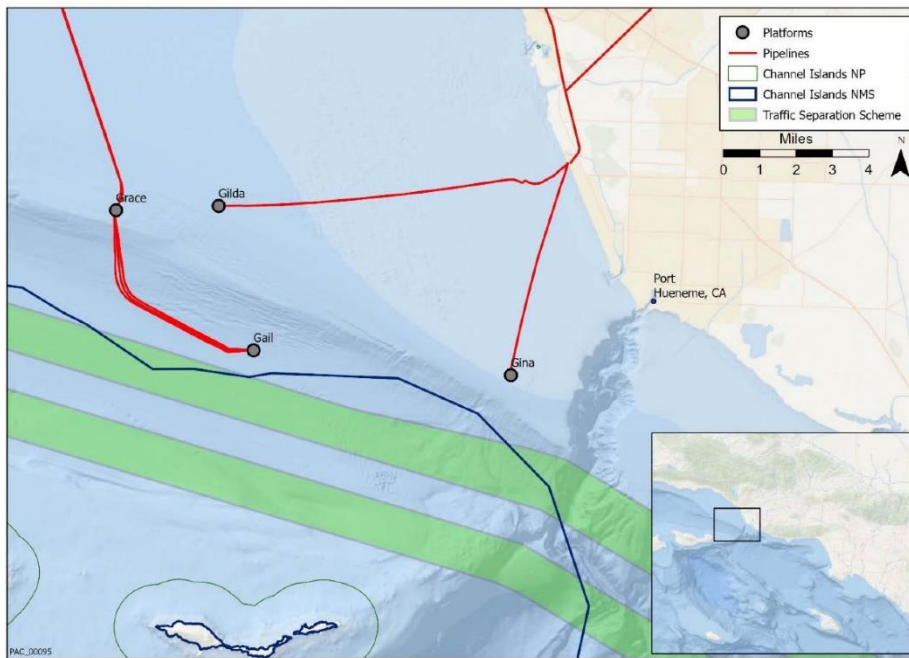 Platforms
Pipelines
Channel Islands NP
Channel Islands NMS
Traffic Separation Scheme
Miles
N
0 1 2 3 4
Grace
Gilda
Port
Hueneme, CA
Gail
Gina
PAC_00095